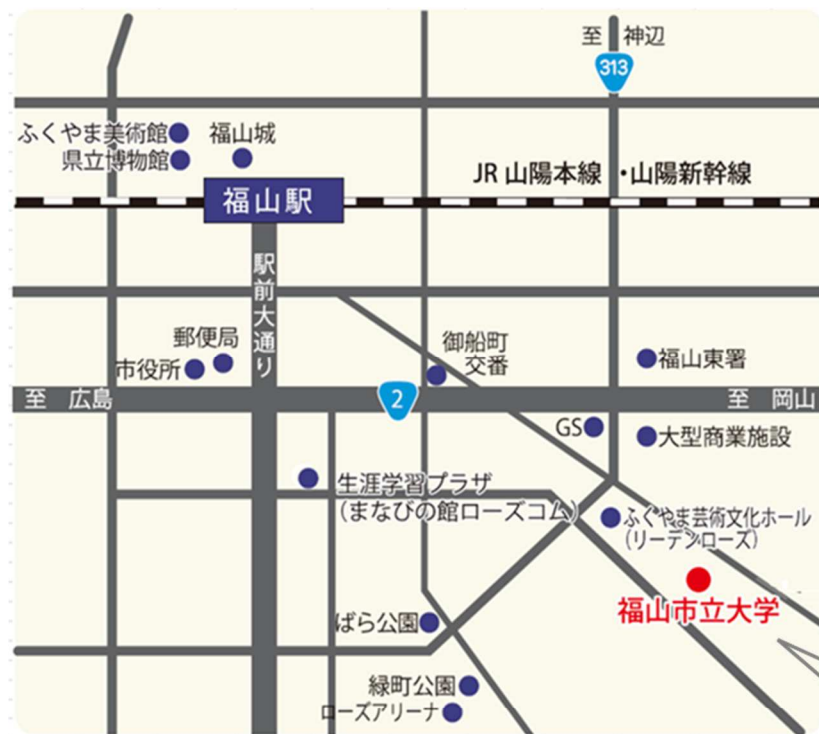 至 神辺
313
ふくやま美術館
福山城
県立博物館
JR 山陽本線 ・山陽新幹線
福山駅
駅前大通り
郵便局
市役所
御船町
交番
福山東署
至 広島
2
至 岡山
GS
大型商業施設
生涯学習プラザ
(まなびの館ローズコム)
ふくやま芸術文化ホール
(リーデンローズ)
福山市立大学
ばら公園
緑町公園
ローズアリーナ